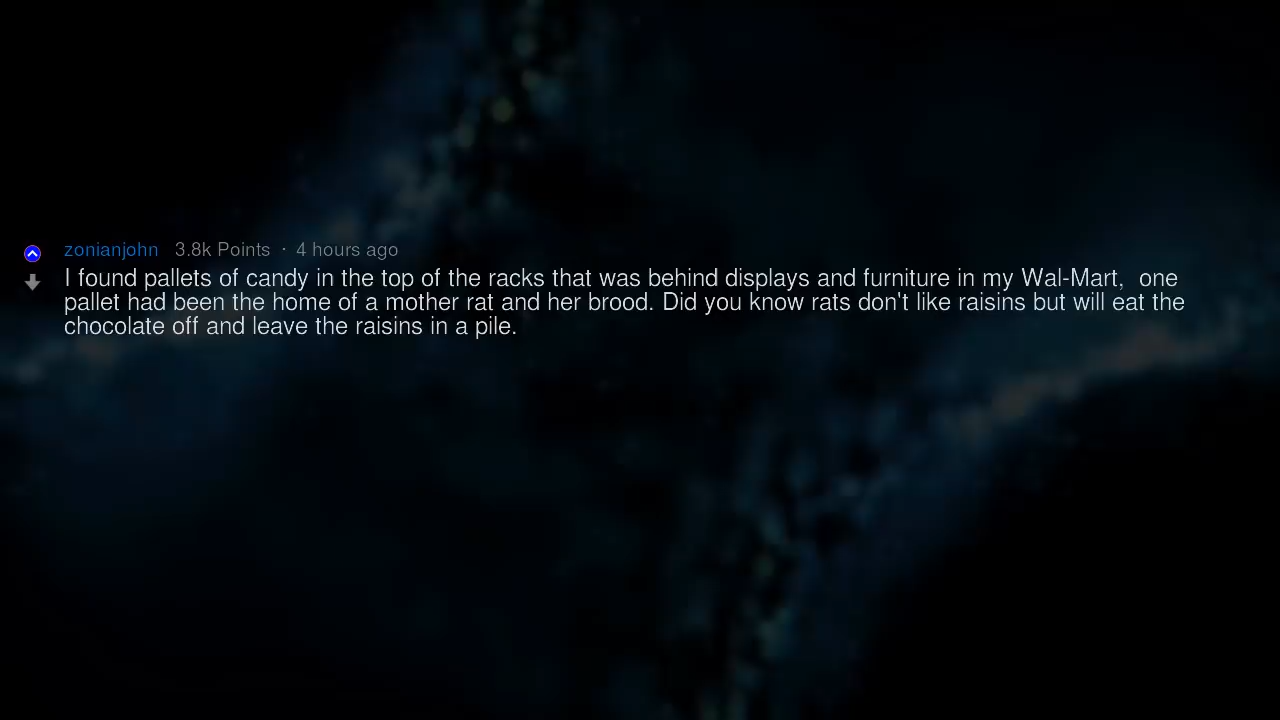 zonianjohn 3.8k Points · 4 hours ago
I found pallets of candy in the top of the racks that was behind displays and furniture in my Wal-Mart,  one
pallet had been the home of a mother rat and her brood. Did you know rats don't like raisins but will eat the
chocolate off and leave the raisins in a pile.